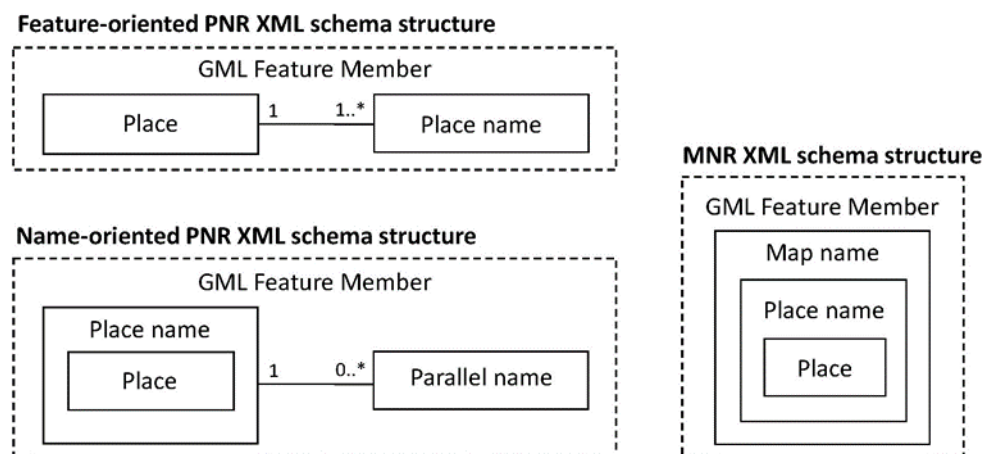 Feature-oriented PNR XML schema structure
GML Feature Member
Place
1
1..*
Place name
Name-oriented PNR XML schema structure
GML Feature Member
Place name
Place
1
0..*
Parallel name
MNR XML schema structure
GML Feature Member
Map name
Place name
Place